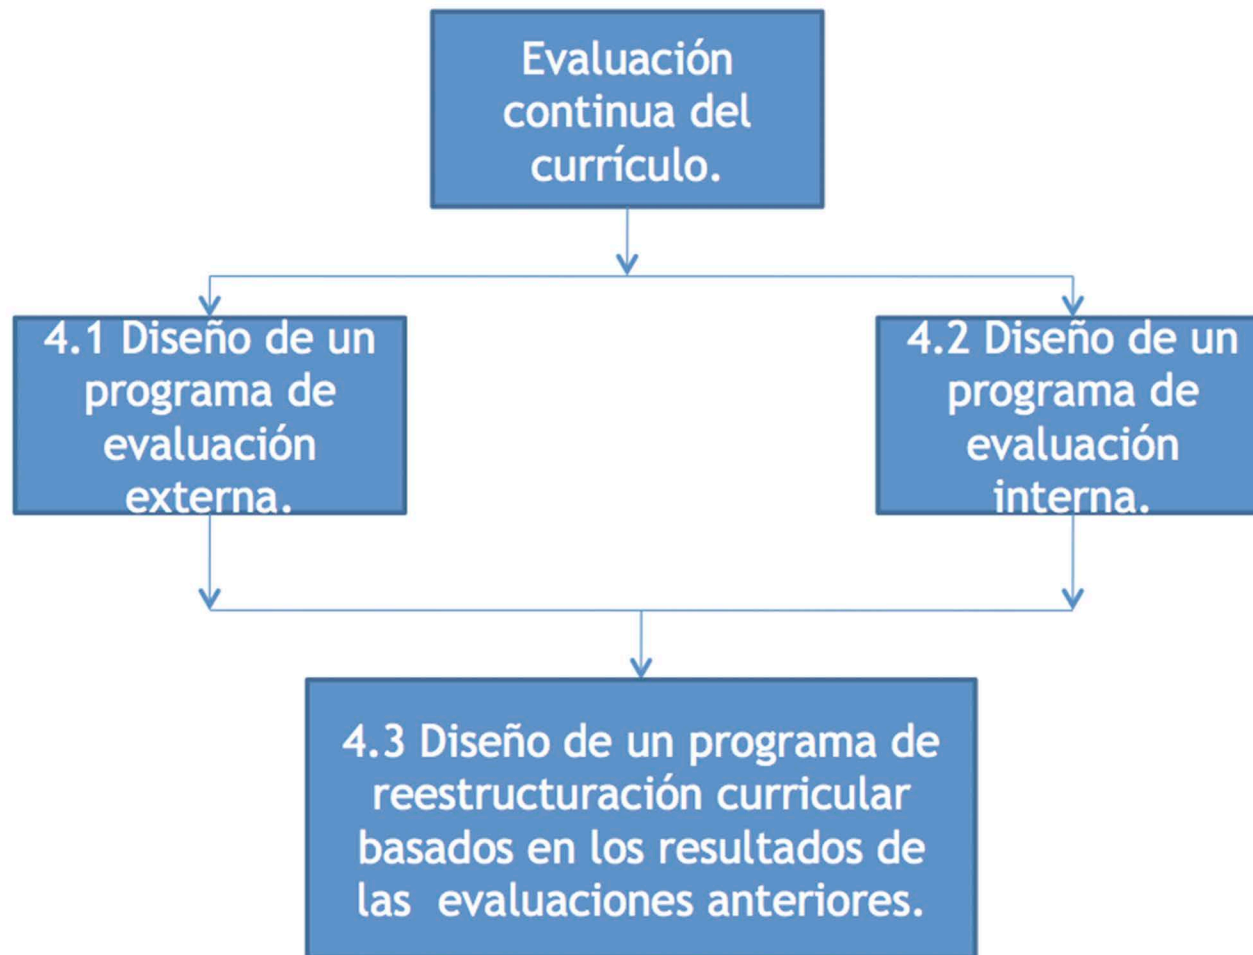 Evaluación
continua del
currículo.
4.1 Diseño de un
programa de
evaluación
externa.
4.2 Diseño de un
programa de
evaluación
interna.
4.3 Diseño de un programa de
reestructuración curricular
basados en los resultados de
las  evaluaciones anteriores.